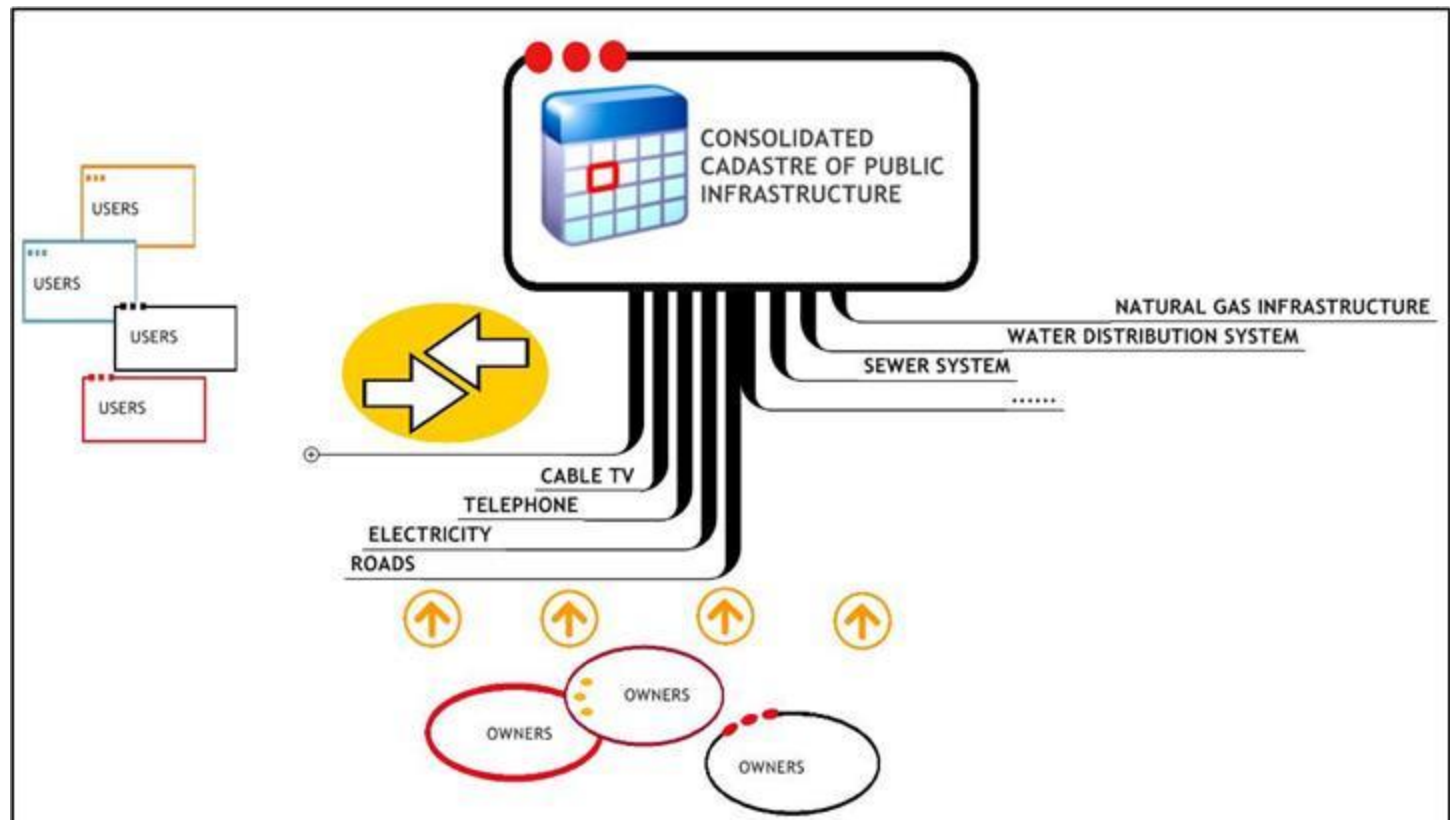 CONSOLIDATED
CADASTRE OF PUBLIC
INFRASTRUCTURE
USERS
USERS
USERS
USERS
NATURAL GAS INFRASTRUCTURE
WATER DISTRIBUTION SYSTEM
SEWER SYSTEM
......
CABLE TV
TELEPHONE
ELECTRICITY
ROADS
OWNERS
OWNERS
OWNERS